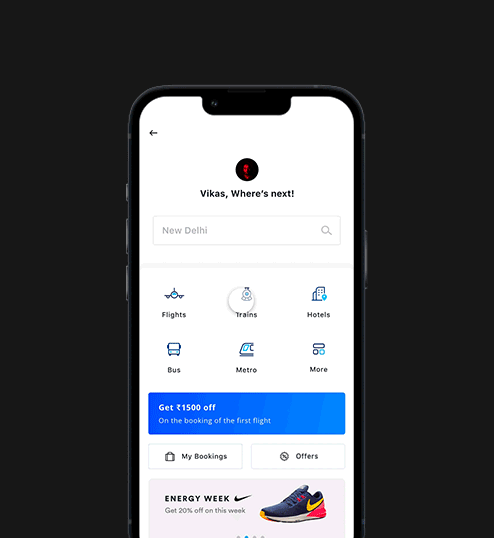 Vikas, Where's next!
New Delhi
Flights
Trains
Hotels
Bus
Metro
More
Get ₹1500 off
On the booking of the first flight
My Bookings
Offers
ENERGY WEEK
Get 20% off on this week